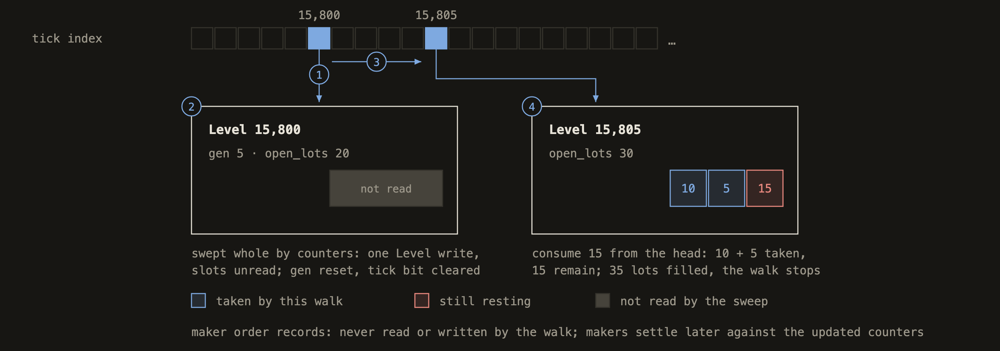 15,800
15,805
tick index
…
3
1
2
4
Level 15,800
gen 5 · open_lots 20
not read
Level 15,805
open_lots 30
10
5
15
swept whole by counters: one Level write,
slots unread; gen reset, tick bit cleared
consume 15 from the head: 10 + 5 taken,
15 remain; 35 lots filled, the walk stops
taken by this walk
still resting
not read by the sweep
maker order records: never read or written by the walk; makers settle later against the updated counters